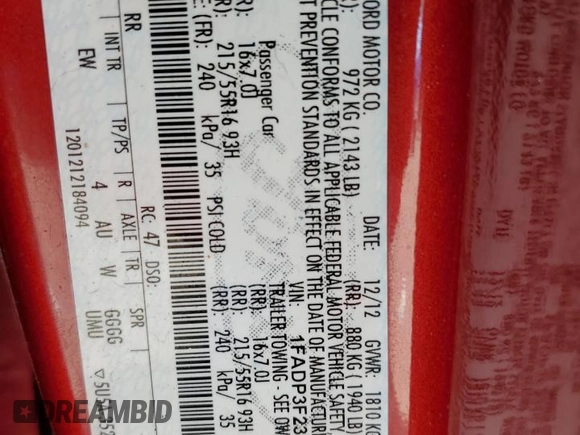 ORD MOTOR CO. 12/12 GVWR: 1810 KG
972 KG ( 2143 LB) (RR): 880 KG ( 1940 LB)
CLE CONFORMS TO ALL APPLICABLE FEDERAL MOTOR VEHICLE SAFETY
T PREVENTION STANDARDS IN EFFECT ON THE DATE OF MANUFACTUR
VIN: 1FADP3F23
Passenger Car TRAILER TOWING - SEE OW
16x7.0J (RR): 16x7.0J
215/55R16 93H (RR): 215/55R16 93H
E (FR): 240 kPa/ 35 PSI COLD (RR): 240 kPa/ 35
RC: 47 DSO:
RR INT TR TP/PS R AXLE TR SPR
EW 4 AU W GGGG
UMU
1201212184094
DREAMBID